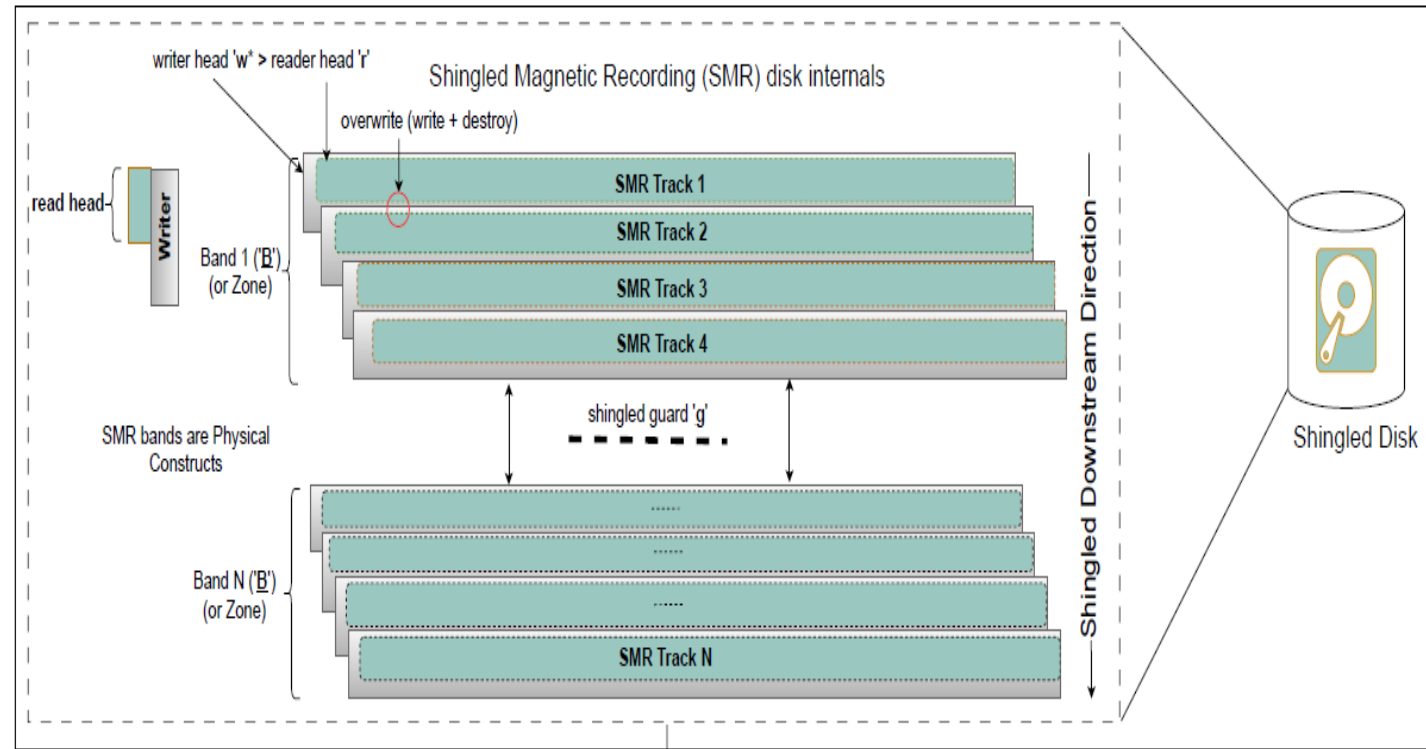 writer head 'w* > reader head 'r'
Shingled Magnetic Recording (SMR) disk internals
overwrite (write + destroy)
read head
Writer
SMR Track 1
SMR Track 2
SMR Track 3
SMR Track 4
Band 1 ('B')
(or Zone)
shingled guard 'g'
SMR bands are Physical
Constructs
Band N ('B')
(or Zone)
------
------
------
SMR Track N
Shingled Downstream Direction
Shingled Disk